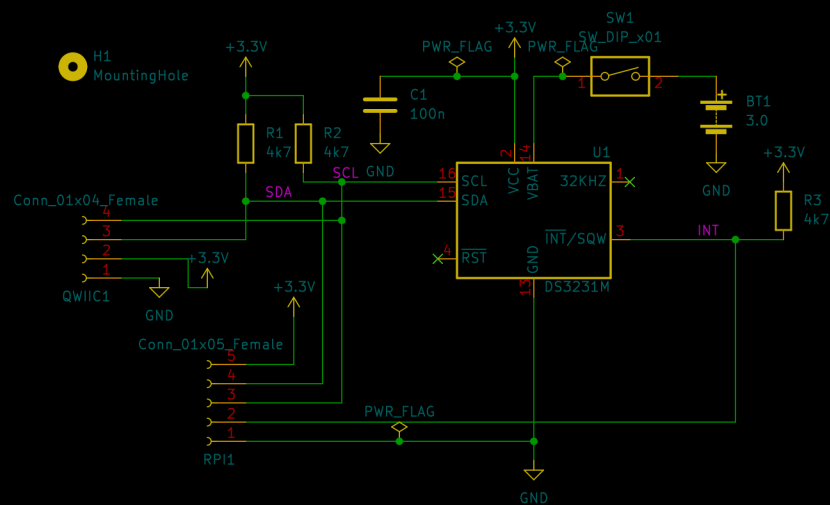 SW1
+3.3V
SW_DIP_x01
PWR_FLAG
PWR_FLAG
+3.3V
H1
MountingHole
1
2
C1
100n
BT1
3.0
R1
4k7
R2
4k7
2
14
U1
GND
+3.3V
SCL
16
SCL
VCC
VBAT
32KHZ
1
GND
SDA
15
SDA
R3
4k7
Conn_01x04_Female
4
3
2
1
INT/SQW
3
INT
4
RST
GND
+3.3V
13
DS3231M
QWIIC1
GND
+3.3V
Conn_01x05_Female
5
4
3
2
1
PWR_FLAG
RPI1
GND